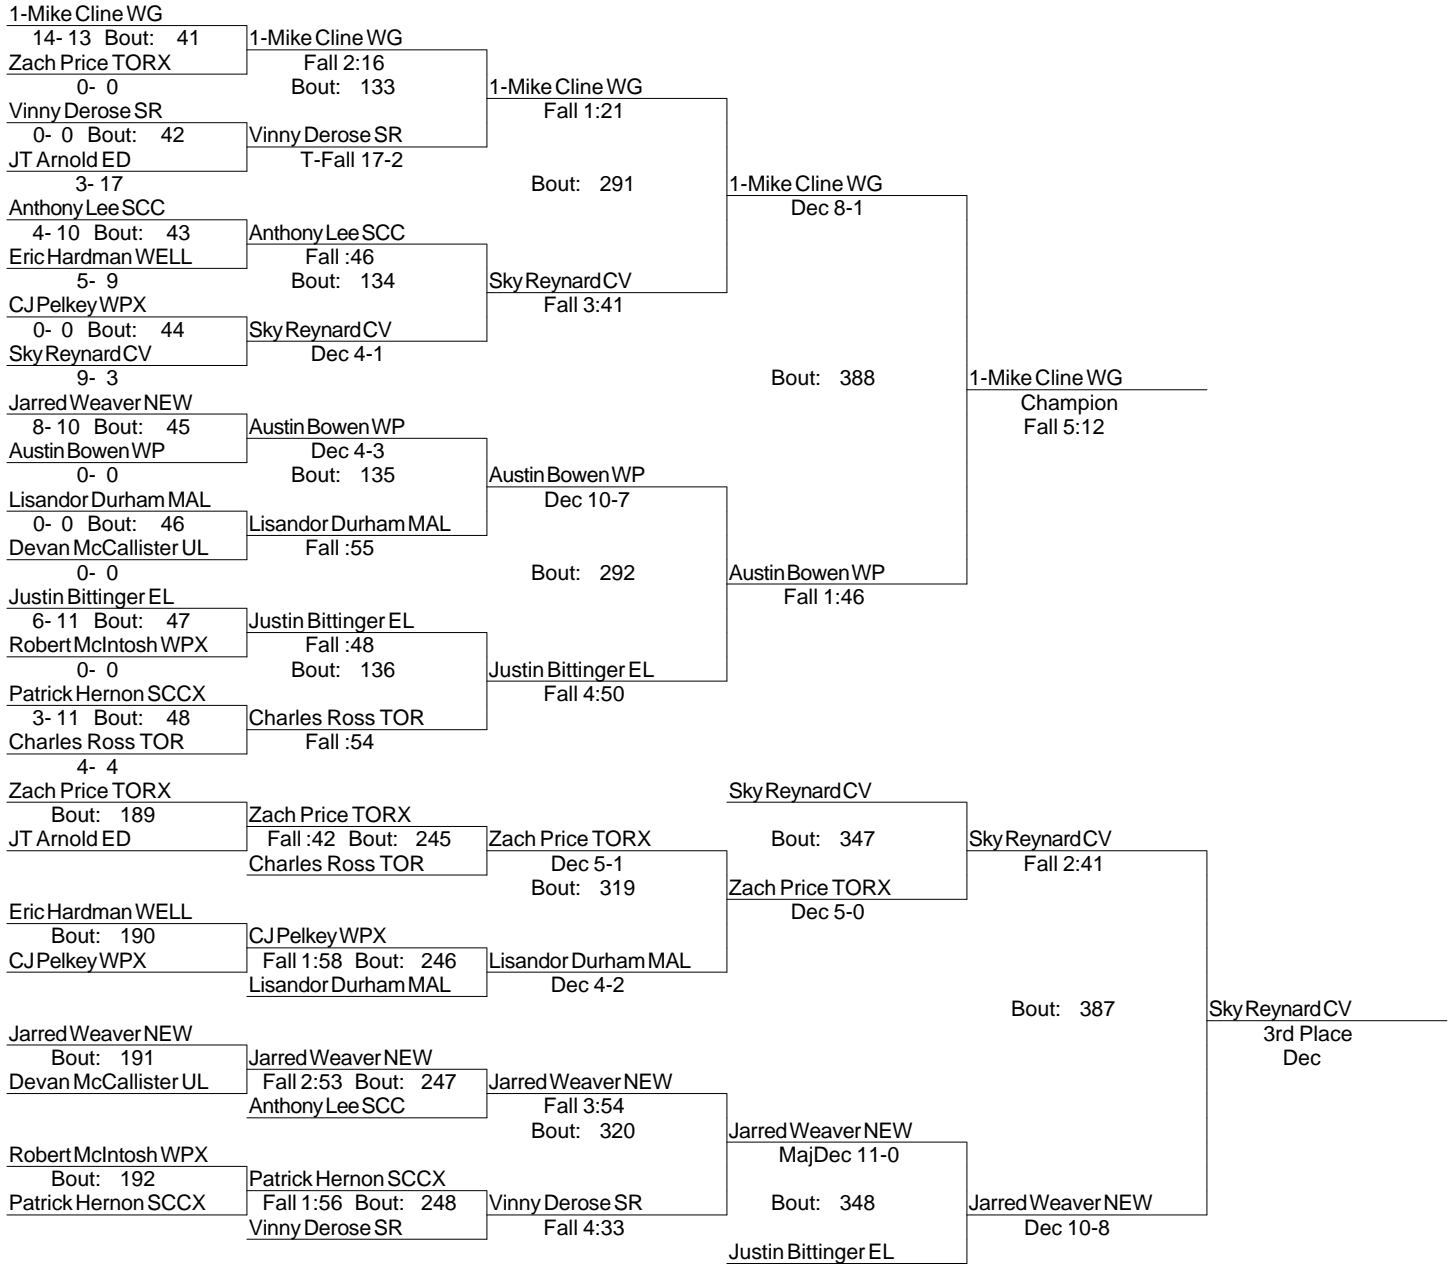 1-Mike Cline WG
14- 13 Bout: 41
Zach Price TORX
0- 0
Vinny Derose SR
0- 0 Bout: 42
JT Arnold ED
3- 17
Anthony Lee SCC
4- 10 Bout: 43
Eric Hardman WELL
5- 9
CJ Pelkey WPX
0- 0 Bout: 44
Sky Reynard CV
9- 3
Jarred Weaver NEW
8- 10 Bout: 45
Austin Bowen WP
0- 0
Lisandor Durham MAL
0- 0 Bout: 46
Devan McCallister UL
0- 0
Justin Bittinger EL
6- 11 Bout: 47
Robert McIntosh WPX
0- 0
Patrick Hernon SCCX
3- 11 Bout: 48
Charles Ross TOR
4- 4
1-Mike Cline WG
Fall 2:16
Bout: 133
Vinny Derose SR
T-Fall 17-2
Anthony Lee SCC
Fall :46
Bout: 134
Sky Reynard CV
Dec 4-1
Austin Bowen WP
Dec 4-3
Bout: 135
Lisandor Durham MAL
Fall :55
Justin Bittinger EL
Fall :48
Bout: 136
Charles Ross TOR
Fall :54
1-Mike Cline WG
Fall 1:21
Bout: 291
Sky Reynard CV
Fall 3:41
Austin Bowen WP
Dec 10-7
Bout: 292
Justin Bittinger EL
Fall 4:50
1-Mike Cline WG
Dec 8-1
Bout: 388
Austin Bowen WP
Fall 1:46
1-Mike Cline WG
Champion
Fall 5:12
Zach Price TORX
Bout: 189
JT Arnold ED
Eric Hardman WELL
Bout: 190
CJ Pelkey WPX
Jarred Weaver NEW
Bout: 191
Devan McCallister UL
Robert McIntosh WPX
Bout: 192
Patrick Hernon SCCX
Zach Price TORX
Fall :42 Bout: 245
Charles Ross TOR
CJ Pelkey WPX
Fall 1:58 Bout: 246
Lisandor Durham MAL
Jarred Weaver NEW
Fall 2:53 Bout: 247
Anthony Lee SCC
Patrick Hernon SCCX
Fall 1:56 Bout: 248
Vinny Derose SR
Zach Price TORX
Dec 5-1
Bout: 319
Lisandor Durham MAL
Dec 4-2
Jarred Weaver NEW
Fall 3:54
Bout: 320
Vinny Derose SR
Fall 4:33
Sky Reynard CV
Bout: 347
Zach Price TORX
Dec 5-0
Jarred Weaver NEW
MajDec 11-0
Bout: 348
Justin Bittinger EL
Sky Reynard CV
Fall 2:41
Bout: 387
Jarred Weaver NEW
Dec 10-8
Sky Reynard CV
3rd Place
Dec